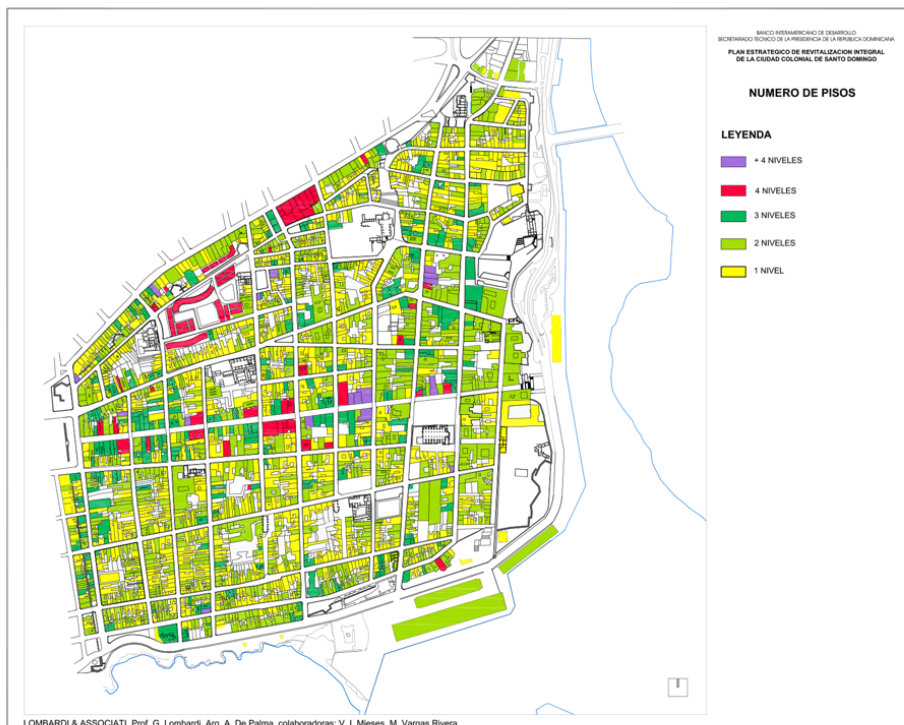 BANCO INTERAMERICANO DE DESARROLLO
SECRETARIADO TECNICO DE LA PRESIDENCIA DE LA REPUBLICA DOMINICANA
PLAN ESTRATEGICO DE REVITALIZACION INTEGRAL
DE LA CIUDAD COLONIAL DE SANTO DOMINGO
NUMERO DE PISOS
LEYENDA
+ 4 NIVELES
4 NIVELES
3 NIVELES
2 NIVELES
1 NIVEL
LOMBARDI & ASSOCIATI Prof. G. Lombardi, Arq. A. De Palma, colaboradoras: V. I. Mieses, M. Vargas Rivera